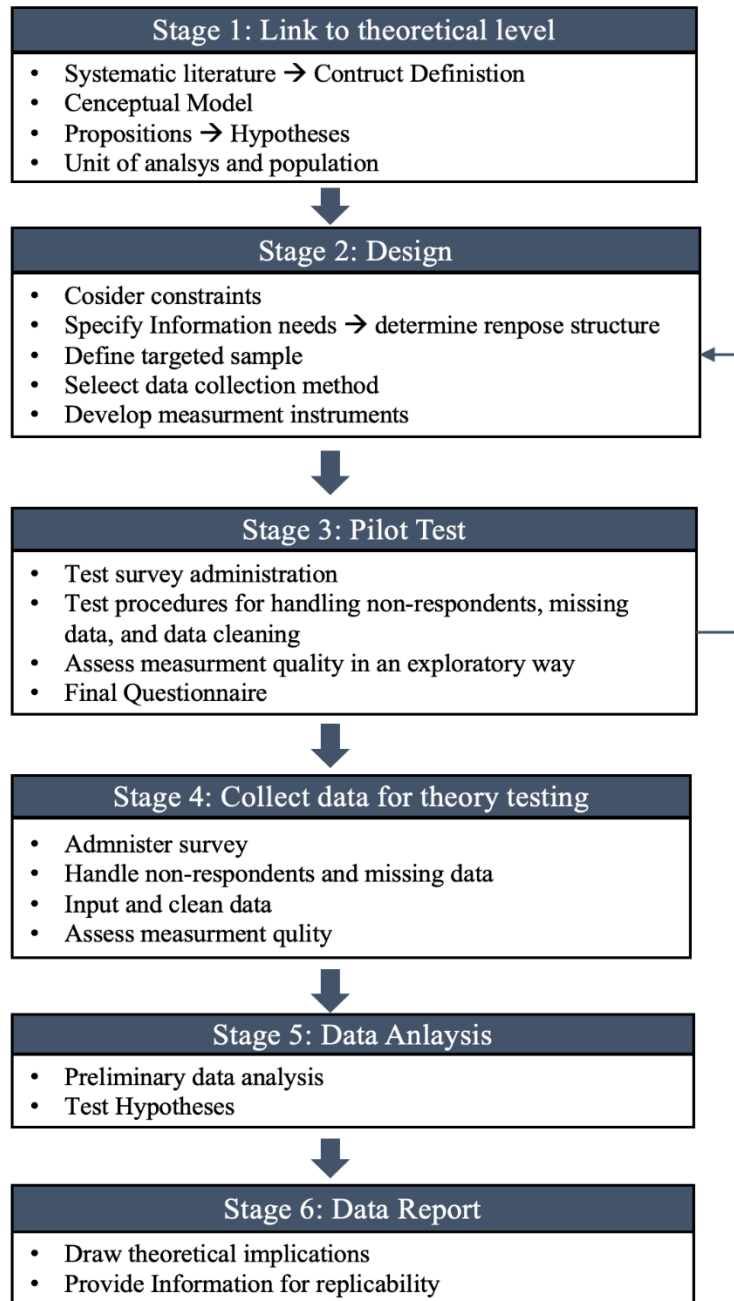 Stage 1: Link to theoretical level
• Systematic literature → Contruct Definistion
• Cenceptual Model
• Propositions → Hypotheses
• Unit of analsys and population
Stage 2: Design
• Cosider constraints
• Specify Information needs → determine renpose structure
• Define targeted sample
• Seleect data collection method
• Develop measurment instruments
Stage 3: Pilot Test
• Test survey administration
• Test procedures for handling non-respondents, missing
data, and data cleaning
• Assess measurment quality in an exploratory way
• Final Questionnaire
Stage 4: Collect data for theory testing
• Admnister survey
• Handle non-respondents and missing data
• Input and clean data
• Assess measurment qulity
Stage 5: Data Anlaysis
• Preliminary data analysis
• Test Hypotheses
Stage 6: Data Report
• Draw theoretical implications
• Provide Information for replicability